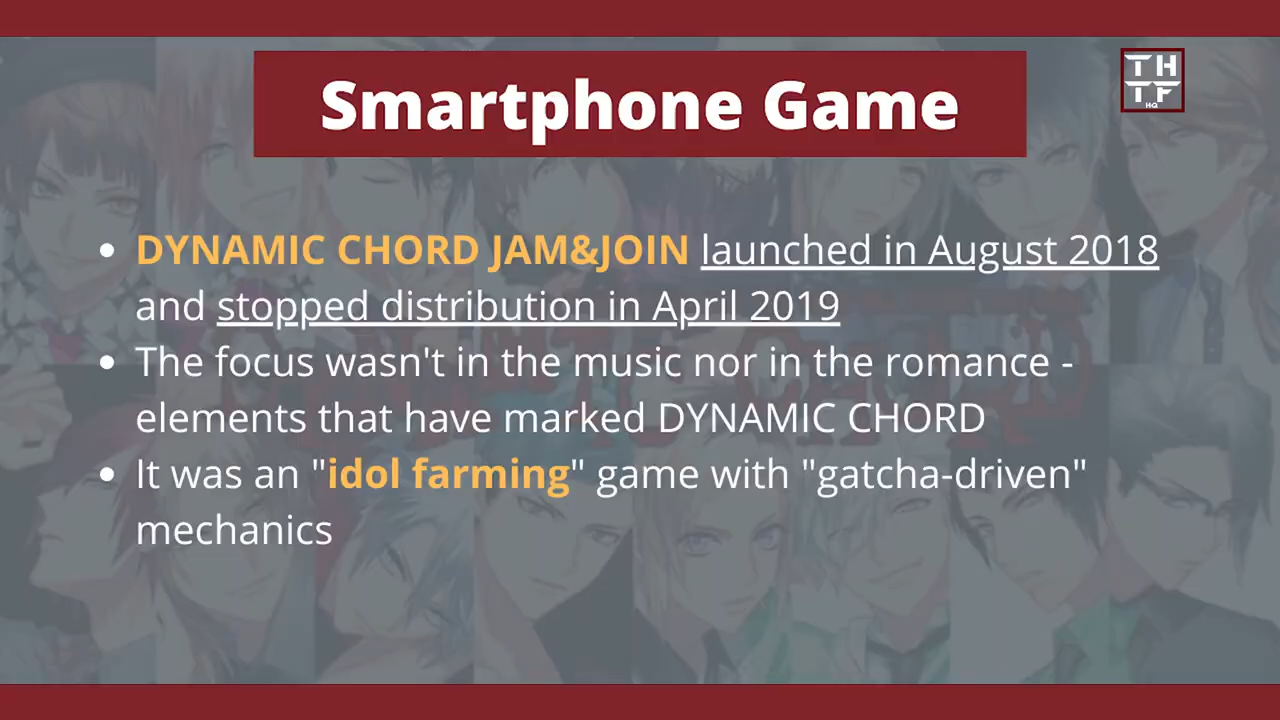 Smartphone Game
TH
TF
HQ
• DYNAMIC CHORD JAM&JOIN launched in August 2018
and stopped distribution in April 2019
• The focus wasn't in the music nor in the romance -
elements that have marked DYNAMIC CHORD
• It was an "idol farming" game with "gatcha-driven"
mechanics